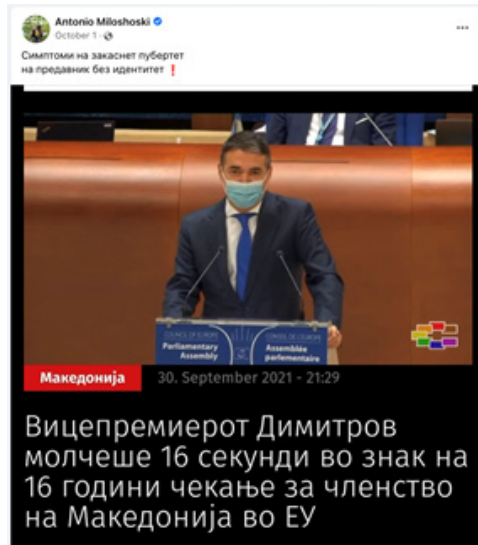 Antonio Miloshoski
October 1 ·
Симптоми на закаснет пубертет
на предавник без идентитет ❗
COUNCIL OF EUROPE
CONSEIL DE L'EUROPE
Parliamentary
Assembly
Assemblée
parlementaire
Македонија
30. September 2021 - 21:29
Вицепремиерот Димитров
молчеше 16 секунди во знак на
16 години чекање за членство
на Македонија во ЕУ